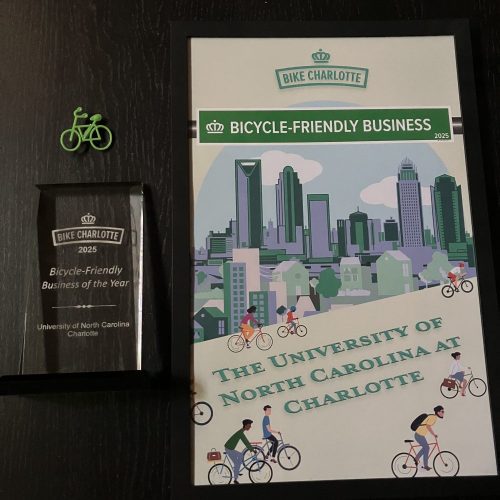 BIKE CHARLOTTE
2025
Bicycle-Friendly
Business of the Year
University of North Carolina
Charlotte
BIKE CHARLOTTE
BICYCLE-FRIENDLY BUSINESS
2025
THE UNIVERSITY OF
NORTH CAROLINA AT
CHARLOTTE